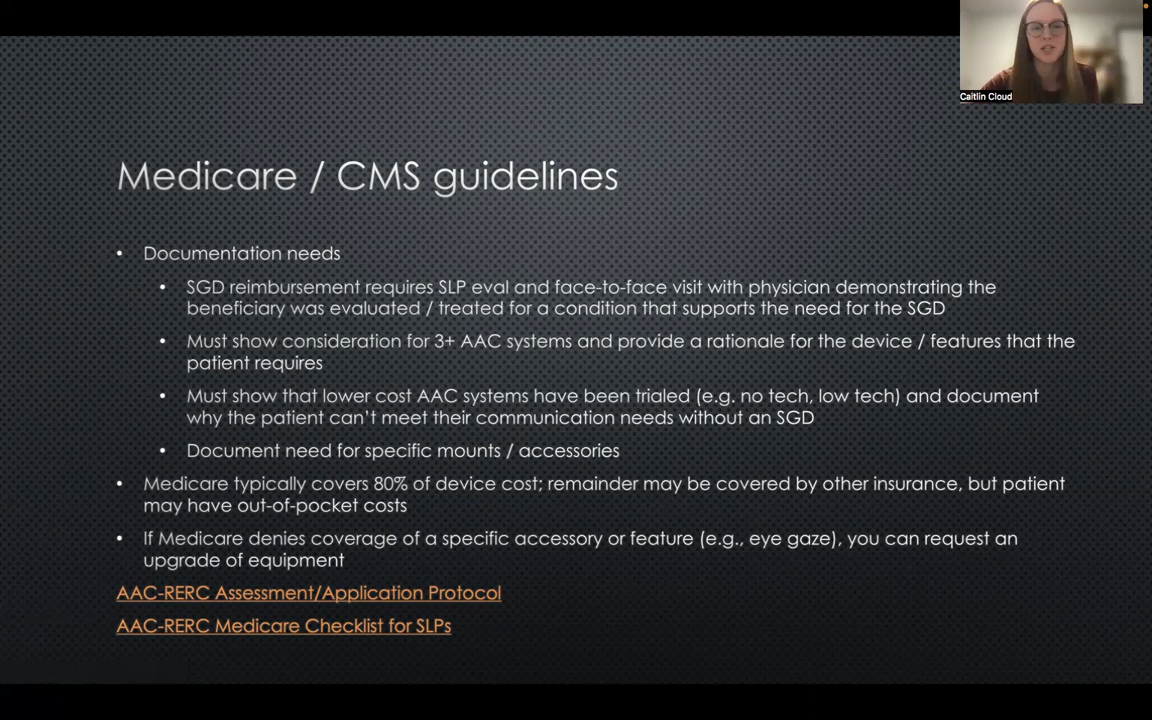 Caitlin Cloud
Medicare / CMS guidelines
• Documentation needs
• SGD reimbursement requires SLP eval and face-to-face visit with physician demonstrating the
beneficiary was evaluated / treated for a condition that supports the need for the SGD
• Must show consideration for 3+ AAC systems and provide a rationale for the device / features that the
patient requires
• Must show that lower cost AAC systems have been trialed (e.g. no tech, low tech) and document
why the patient can't meet their communication needs without an SGD
• Document need for specific mounts / accessories
• Medicare typically covers 80% of device cost; remainder may be covered by other insurance, but patient
may have out-of-pocket costs
• If Medicare denies coverage of a specific accessory or feature (e.g., eye gaze), you can request an
upgrade of equipment
AAC-RERC Assessment/Application Protocol
AAC-RERC Medicare Checklist for SLPs